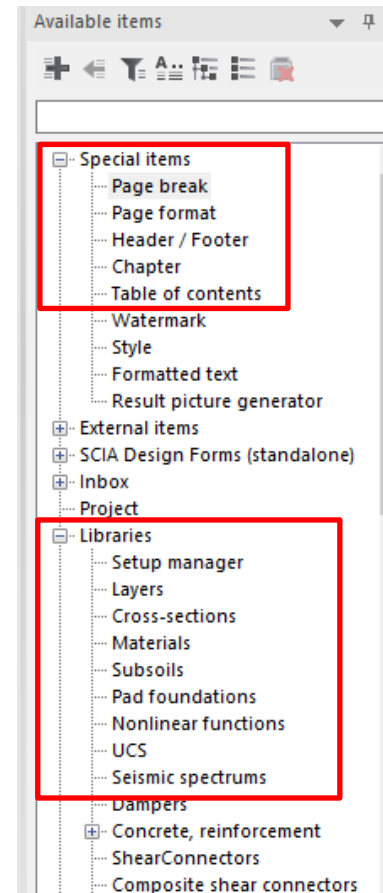 Available items
Special items
Page break
Page format
Header / Footer
Chapter
Table of contents
Watermark
Style
Formatted text
Result picture generator
External items
SCIA Design Forms (standalone)
Inbox
Project
Libraries
Setup manager
Layers
Cross-sections
Materials
Subsoils
Pad foundations
Nonlinear functions
UCS
Seismic spectrums
Dampers
Concrete, reinforcement
ShearConnectors
Composite shear connectors